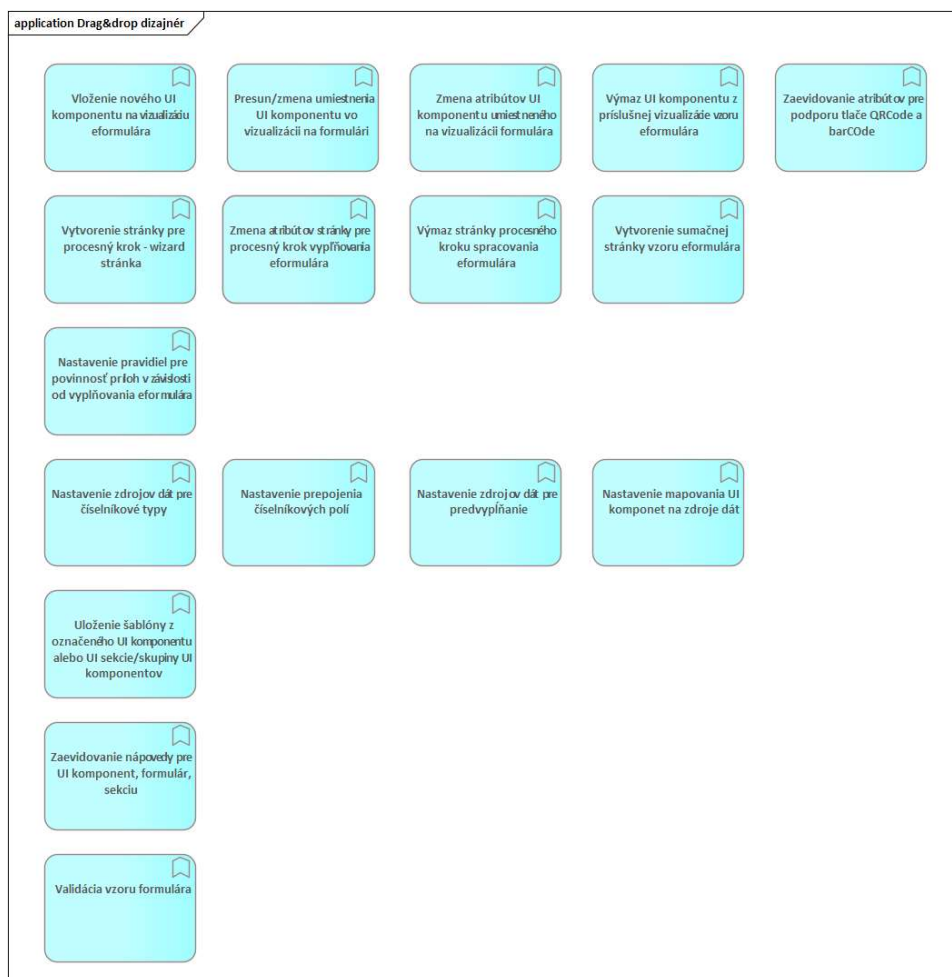 application Drag&drop dizajnér
Vloženie nového UI
komponentu na vizualizáciu
eformulára
Presun/zmena umiestnenia
UI komponentu vo
vizualizácii na formulári
Zmena atribútov UI
komponentu umiestneného
na vizualizácii formulára
Výmaz UI komponentu z
príslušnej vizualizácie vzoru
eformulára
Zaevidovanie atribútov pre
podporu tlače QRCode a
barCOde
Vytvorenie stránky pre
procesný krok - wizard
stránka
Zmena atribútov stránky pre
procesný krok vypľňovania
eformulára
Výmaz stránky procesného
kroku spracovania
eformulára
Vytvorenie sumačnej
stránky vzoru eformulára
Nastavenie pravidiel pre
povinnosť príloh v závislosti
od vyplňovania eformulára
Nastavenie zdrojov dát pre
číselníkové typy
Nastavenie prepojenia
číselníkových polí
Nastavenie zdrojov dát pre
predvypĺňanie
Nastavenie mapovania UI
komponet na zdroje dát
Uloženie šablóny z
označeného UI komponentu
alebo UI sekcie/skupiny UI
komponentov
Zaevidovanie nápovedy pre
UI komponent, formulár,
sekciu
Validácia vzoru formulára